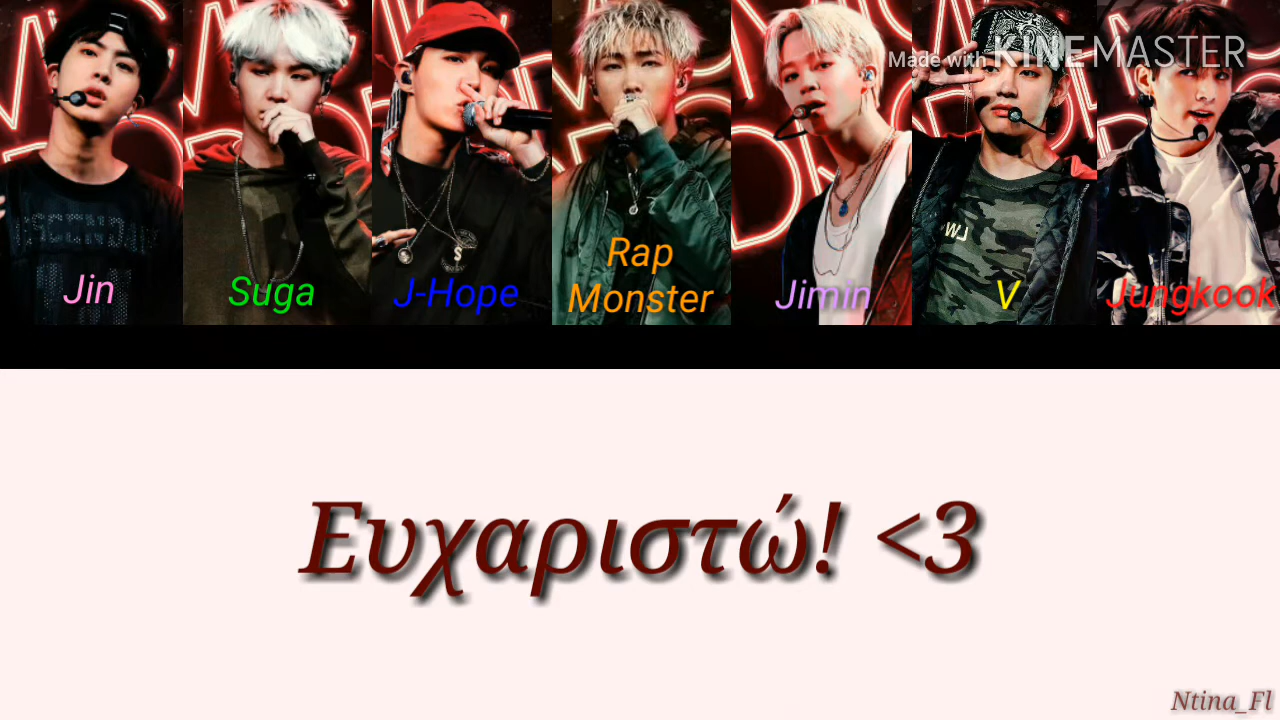 Made with KINEMASTER
Jin
Suga
J-Hope
Rap
Monster
Jimin
V
Jungkook
Ευχαριστώ! <3
Ntina_Fl